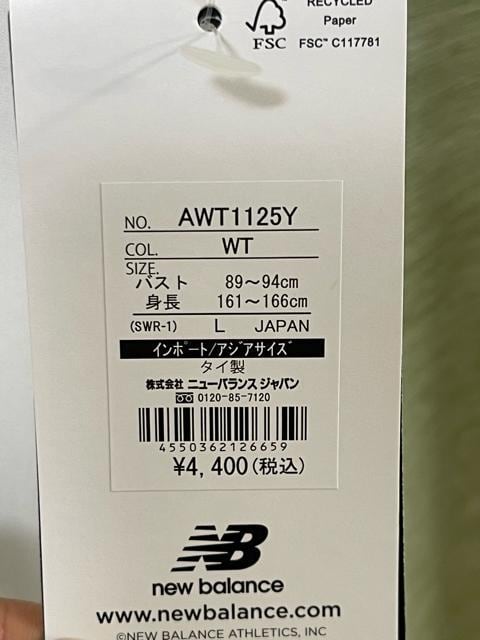 RECYCLED
Paper
FSC™ C117781
FSC
NO. AWT1125Y
COL. WT
SIZE.
バスト 89～94cm
身長 161～166cm
(SWR-1) L JAPAN
インポート/アジアサイズ
タイ製
株式会社 ニューバランス ジャパン
0120-85-7120
4550362126659
¥4,400(税込)
NB
new balance
www.newbalance.com
©NEW BALANCE ATHLETICS, INC